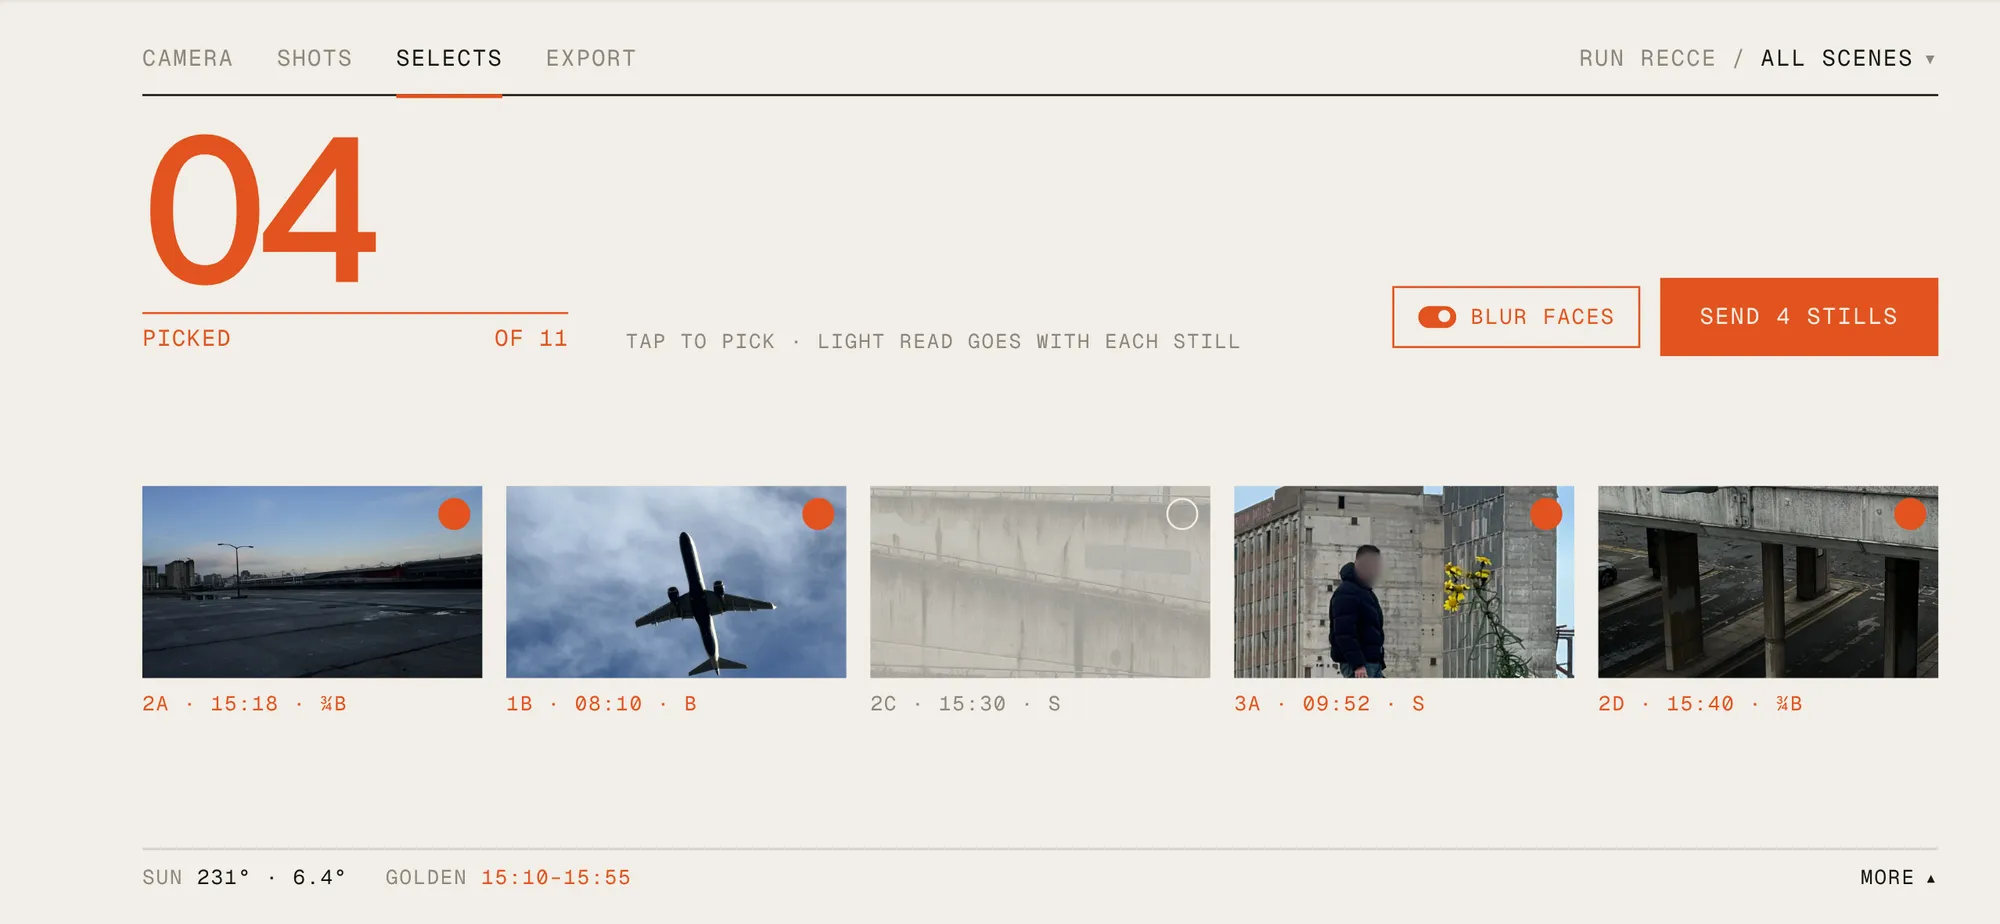 CAMERA SHOTS SELECTS EXPORT RUN RECCE / ALL SCENES ▾
04
PICKED OF 11
TAP TO PICK · LIGHT READ GOES WITH EACH STILL
BLUR FACES
SEND 4 STILLS
2A · 15:18 · ¾B
1B · 08:10 · B
2C · 15:30 · S
3A · 09:52 · S
2D · 15:40 · ¾B
SUN 231° · 6.4° GOLDEN 15:10–15:55 MORE ▴